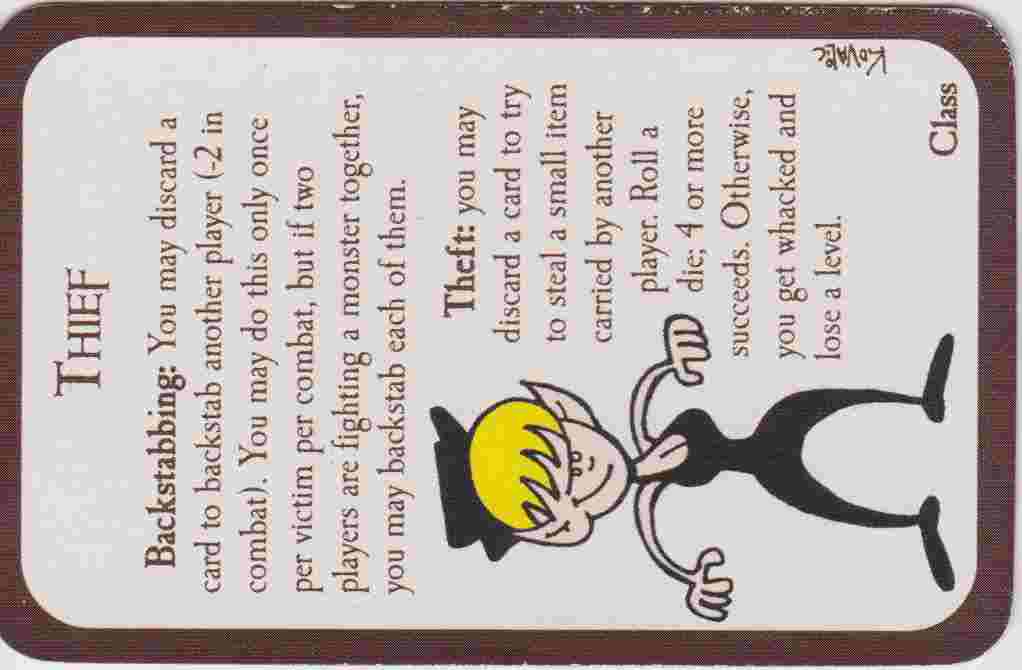 THIEF
Backstabbing: You may discard a
card to backstab another player (-2 in
combat). You may do this only once
per victim per combat, but if two
players are fighting a monster together,
you may backstab each of them.
Theft: you may
discard a card to try
to steal a small item
carried by another
player. Roll a
die; 4 or more
succeeds. Otherwise,
you get whacked and
lose a level.
KOVALIC
Class